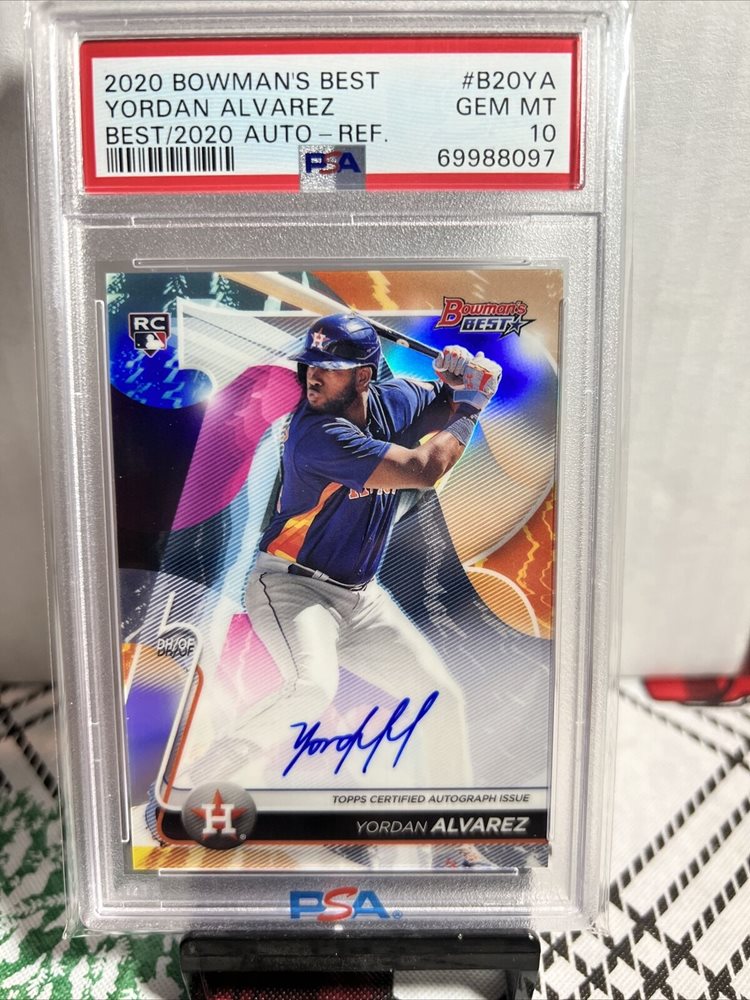 2020 BOWMAN'S BEST #B20YA
YORDAN ALVAREZ GEM MT
BEST/2020 AUTO-REF. 10
PSA 69988097
RC
Bowman's
BEST
H
DH/OF
Yordan
TOPPS CERTIFIED AUTOGRAPH ISSUE
H
YORDAN ALVAREZ
PSA